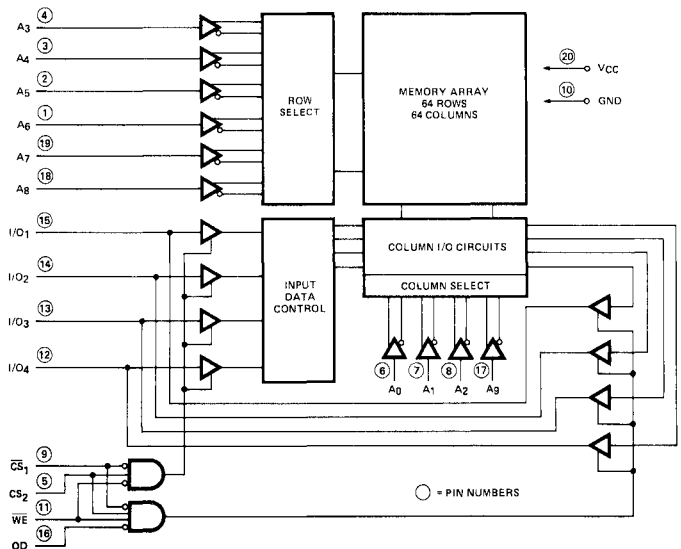 ④
A3
③
A4
②
A5
①
A6
⑲
A7
⑱
A8
ROW
SELECT
MEMORY ARRAY
64 ROWS
64 COLUMNS
⑳
VCC
⑩
GND
⑮
I/O1
⑭
I/O2
⑬
I/O3
⑫
I/O4
INPUT
DATA
CONTROL
COLUMN I/O CIRCUITS
COLUMN SELECT
⑥ ⑦ ⑧ ⑰
A0 A1 A2 A9
⑨
CS1
⑤
CS2
⑪
WE
⑯
OD
◯ = PIN NUMBERS